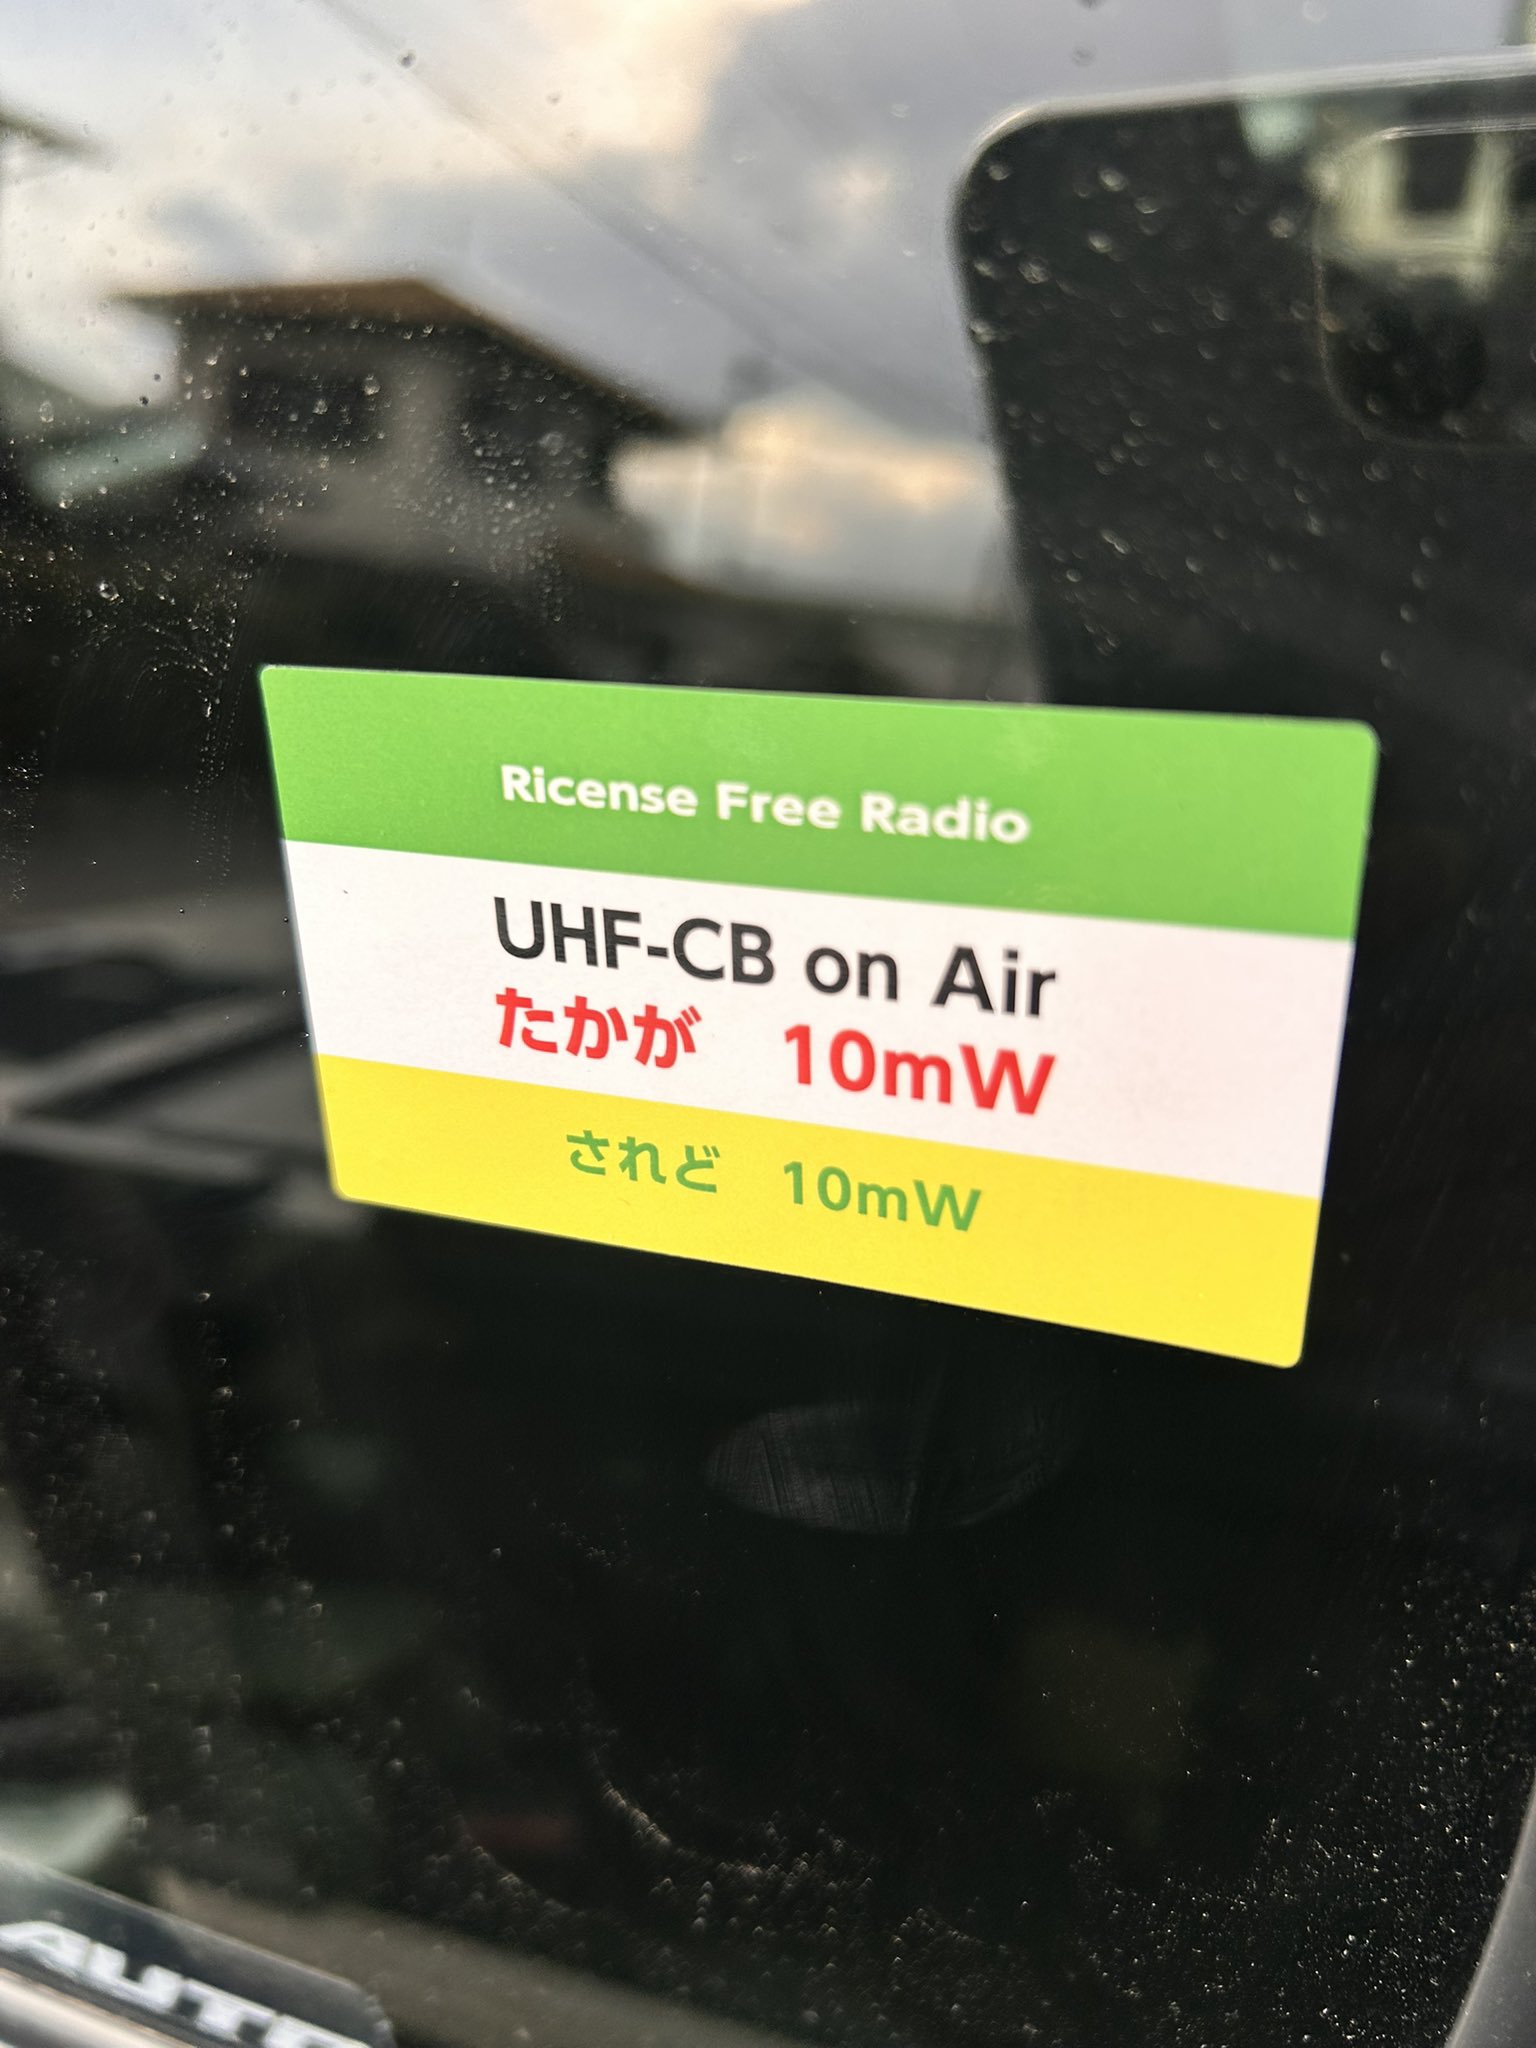 Ricense Free Radio
UHF-CB on Air
たかが 10mW
されど 10mW